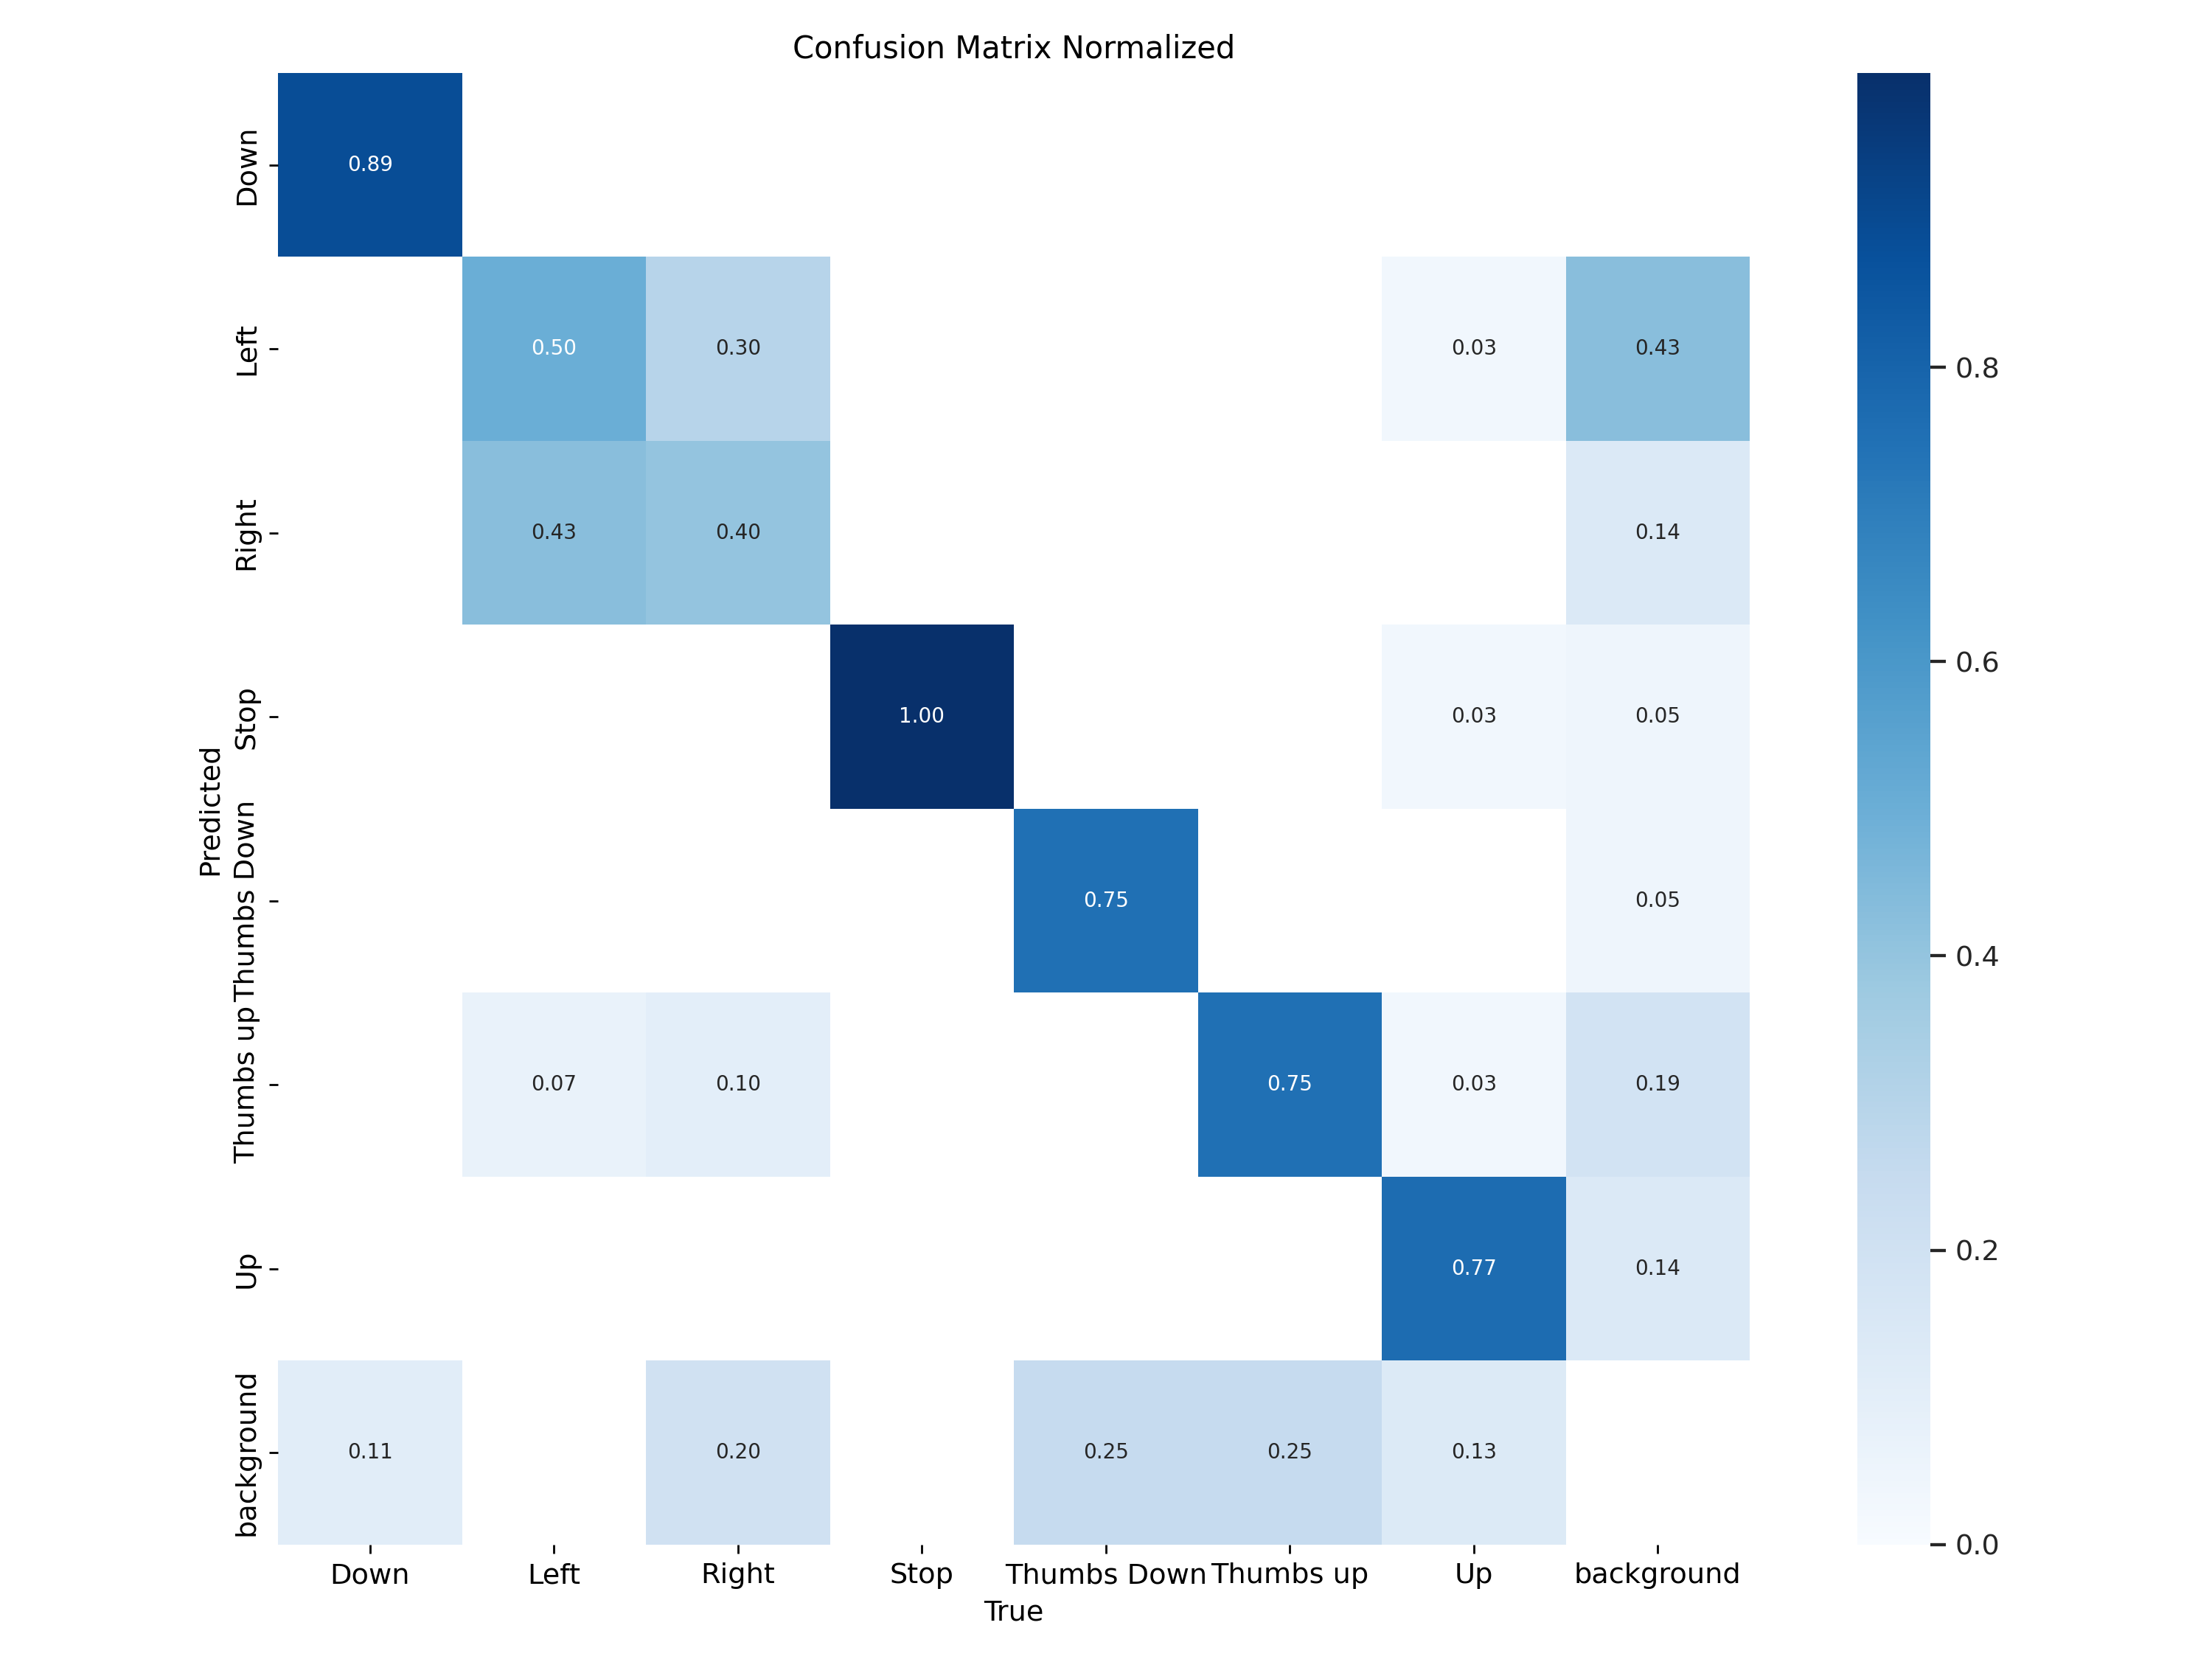 Confusion Matrix Normalized
Down
0.89
Left
0.50
0.30
0.03
0.43
0.8
Right
0.43
0.40
0.14
Stop
1.00
0.03
0.05
0.6
Predicted
Thumbs Down
0.75
0.05
0.4
Thumbs up
0.07
0.10
0.75
0.03
0.19
Up
0.77
0.14
0.2
background
0.11
0.20
0.25
0.25
0.13
0.0
Down
Left
Right
Stop
Thumbs Down
Thumbs up
Up
background
True